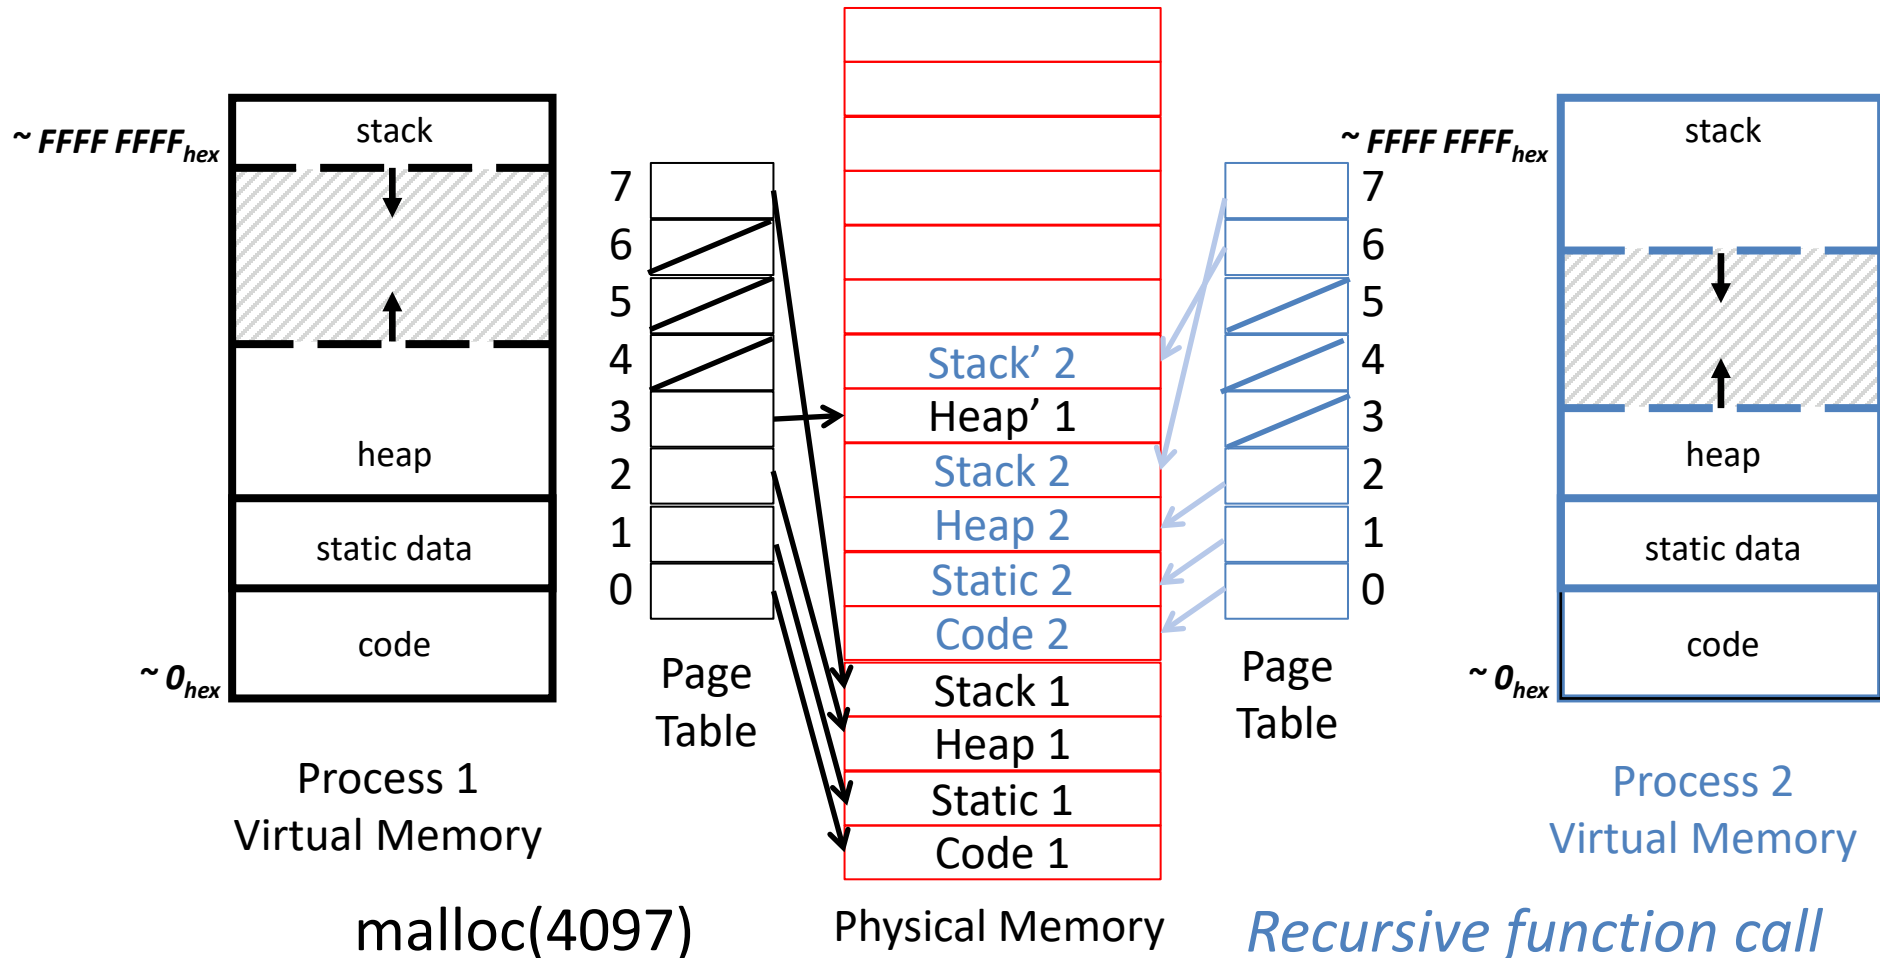 ~ FFFF FFFFhex
stack
heap
static data
code
~ 0hex
Process 1
Virtual Memory
malloc(4097)
7
6
5
4
3
2
1
0
Page
Table
Stack’ 2
Heap’ 1
Stack 2
Heap 2
Static 2
Code 2
Stack 1
Heap 1
Static 1
Code 1
Physical Memory
7
6
5
4
3
2
1
0
Page
Table
~ FFFF FFFFhex
stack
heap
static data
code
~ 0hex
Process 2
Virtual Memory
Recursive function call